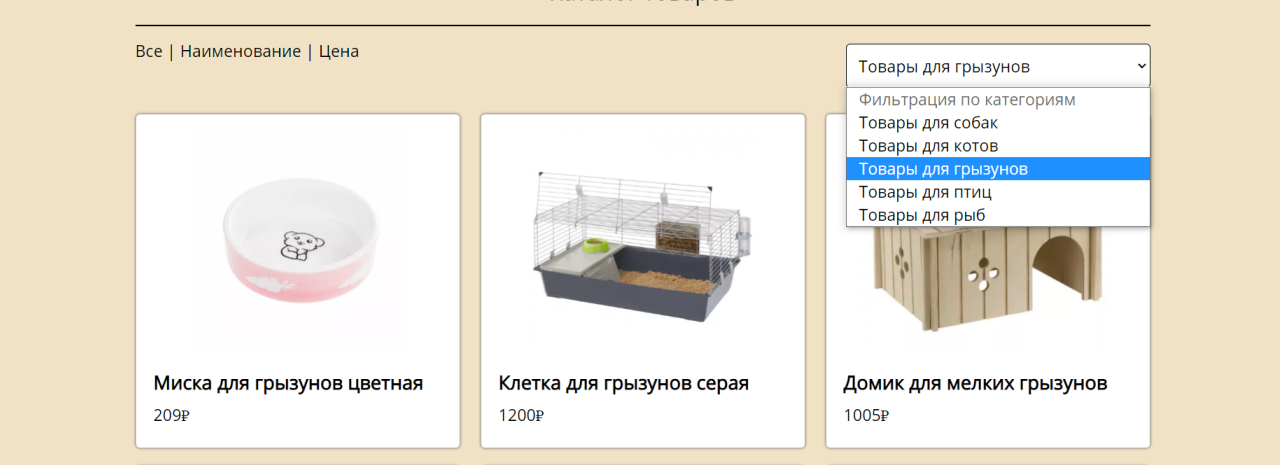 Каталог товаров
Все | Наименование | Цена
Товары для грызунов
Фильтрация по категориям
Товары для собак
Товары для котов
Товары для грызунов
Товары для птиц
Товары для рыб
Миска для грызунов цветная
209₽
Клетка для грызунов серая
1200₽
Домик для мелких грызунов
1005₽